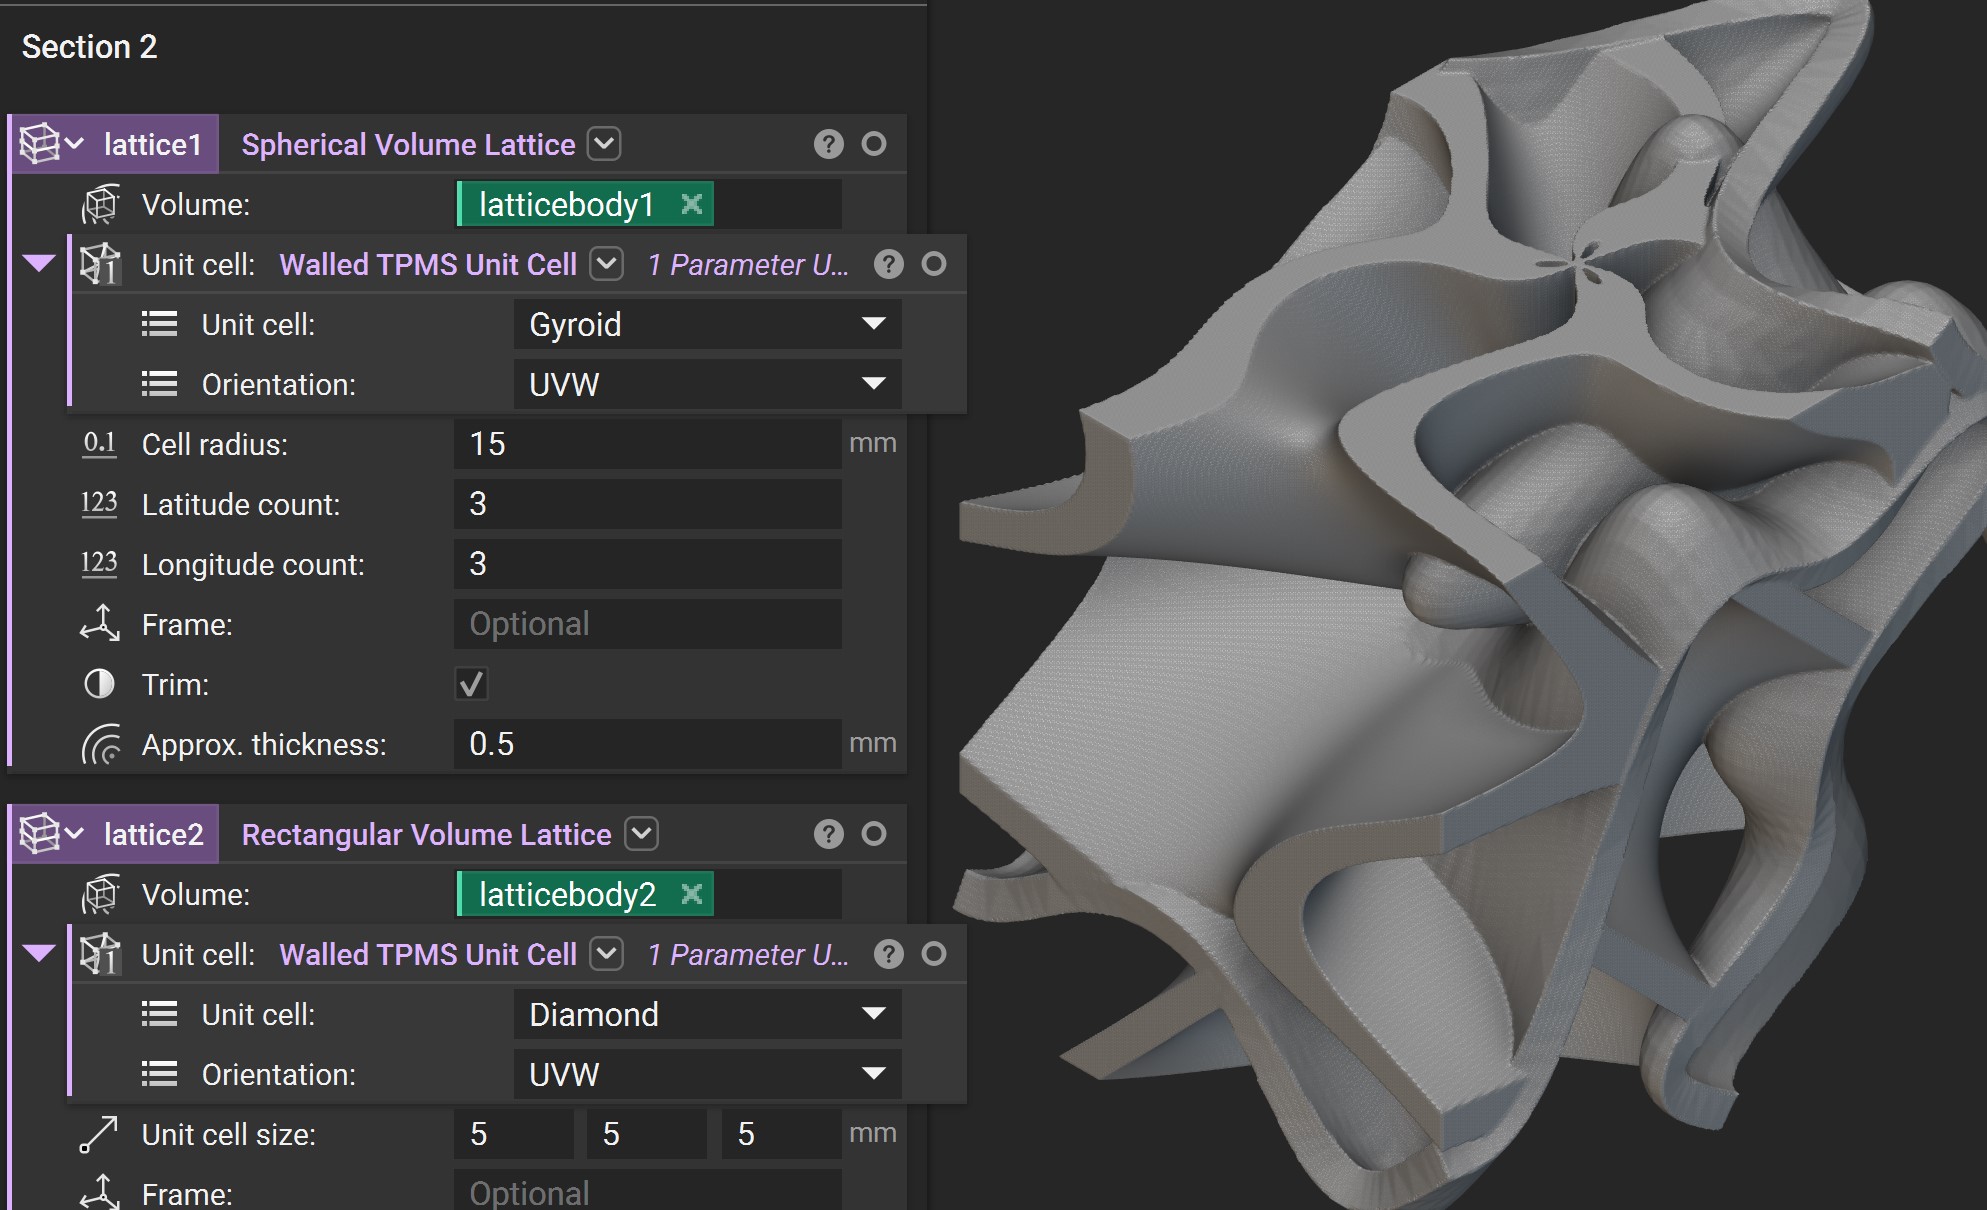 Section 2
lattice1 Spherical Volume Lattice ?
Volume: latticebody1
1 Unit cell: Walled TPMS Unit Cell 1 Parameter U... ?
Unit cell: Gyroid
Orientation: UVW
0.1 Cell radius: 15 mm
123 Latitude count: 3
123 Longitude count: 3
Frame: Optional
Trim:
Approx. thickness: 0.5 mm
lattice2 Rectangular Volume Lattice ?
Volume: latticebody2
1 Unit cell: Walled TPMS Unit Cell 1 Parameter U... ?
Unit cell: Diamond
Orientation: UVW
Unit cell size: 5 5 5 mm
Frame: Optional